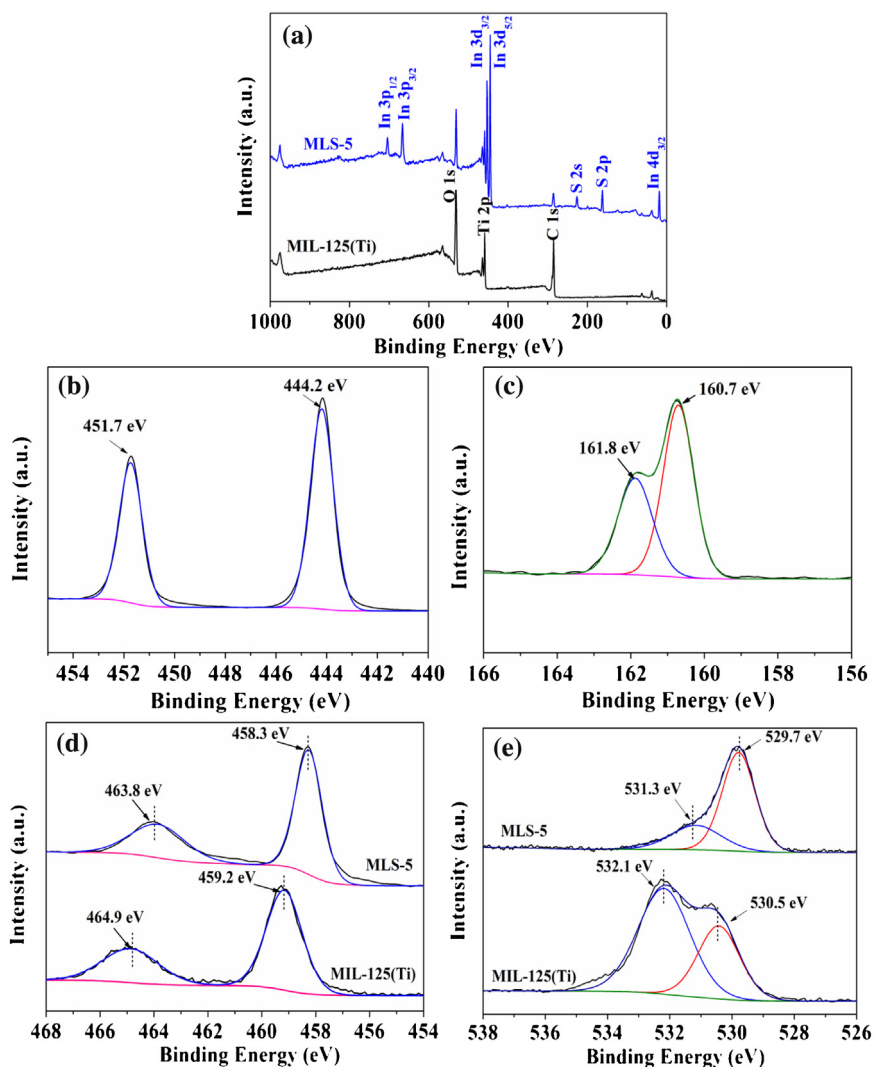 (a)
In 3p1/2
In 3p3/2
In 3d3/2
In 3d5/2
MLS-5
O 1s
Ti 2p
C 1s
S 2s
S 2p
In 4d3/2
MIL-125(Ti)
Intensity (a.u.)
1000 800 600 400 200 0
Binding Energy (eV)
(b)
444.2 eV
451.7 eV
Intensity (a.u.)
454 452 450 448 446 444 442 440
Binding Energy (eV)
(c)
160.7 eV
161.8 eV
Intensity (a.u.)
166 164 162 160 158 156
Binding Energy (eV)
(d)
458.3 eV
463.8 eV
MLS-5
459.2 eV
464.9 eV
MIL-125(Ti)
Intensity (a.u.)
468 466 464 462 460 458 456 454
Binding Energy (eV)
(e)
529.7 eV
531.3 eV
MLS-5
532.1 eV
530.5 eV
MIL-125(Ti)
Intensity (a.u.)
538 536 534 532 530 528 526
Binding Energy (eV)